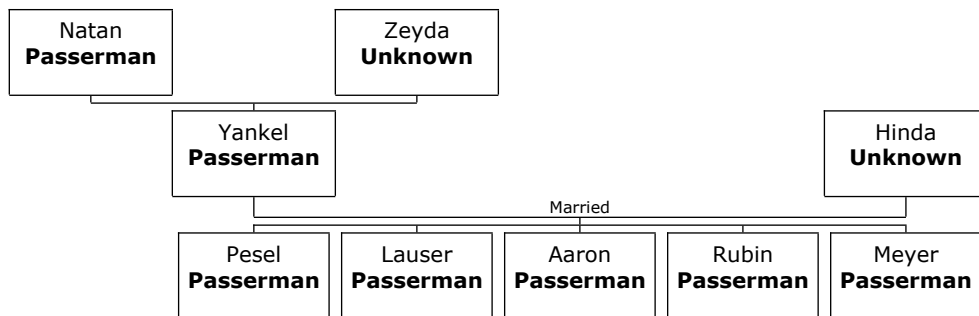 Natan
Passerman
Zeyda
Unknown
Yankel
Passerman
Hinda
Unknown
Married
Pesel
Passerman
Lauser
Passerman
Aaron
Passerman
Rubin
Passerman
Meyer
Passerman